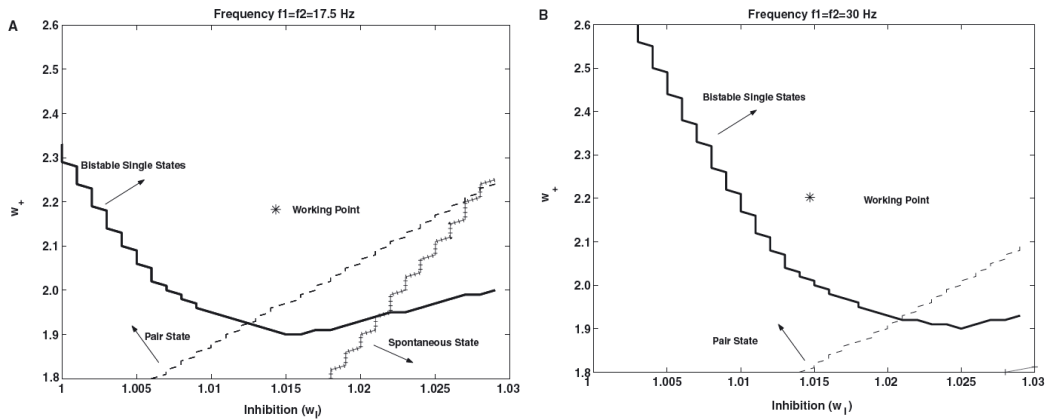 A
Frequency f1=f2=17.5 Hz
2.6
2.5
2.4
2.3
2.2
2.1
2.0
1.9
1.8
w+
Bistable Single States
Working Point
Pair State
Spontaneous State
1
1.005
1.01
1.015
1.02
1.025
1.03
Inhibition (wI)
B
Frequency f1=f2=30 Hz
2.6
2.5
2.4
2.3
2.2
2.1
2.0
1.9
1.8
w+
Bistable Single States
Working Point
Pair State
1
1.005
1.01
1.015
1.02
1.025
1.03
Inhibition (wI)